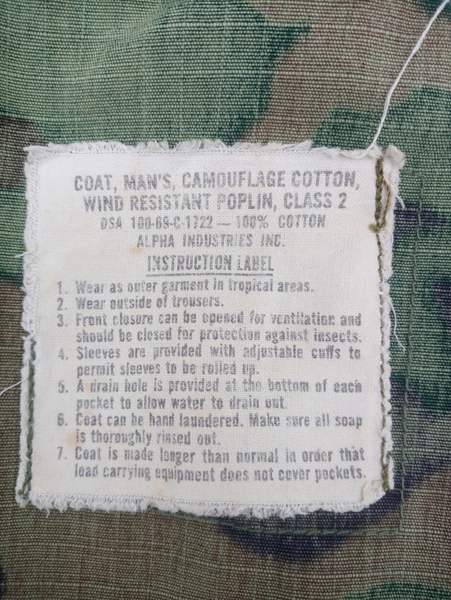 COAT, MAN'S, CAMOUFLAGE COTTON,
WIND RESISTANT POPLIN, CLASS 2
DSA 100-69-C-1722 — 100% COTTON
ALPHA INDUSTRIES INC.
INSTRUCTION LABEL
1. Wear as outer garment in tropical areas.
2. Wear outside of trousers.
3. Front closure can be opened for ventilation and
should be closed for protection against insects.
4. Sleeves are provided with adjustable cuffs to
permit sleeves to be rolled up.
5. A drain hole is provided at the bottom of each
pocket to allow water to drain out.
6. Coat can be hand laundered. Make sure all soap
is thoroughly rinsed out.
7. Coat is made longer than normal in order that
load carrying equipment does not cover pockets.